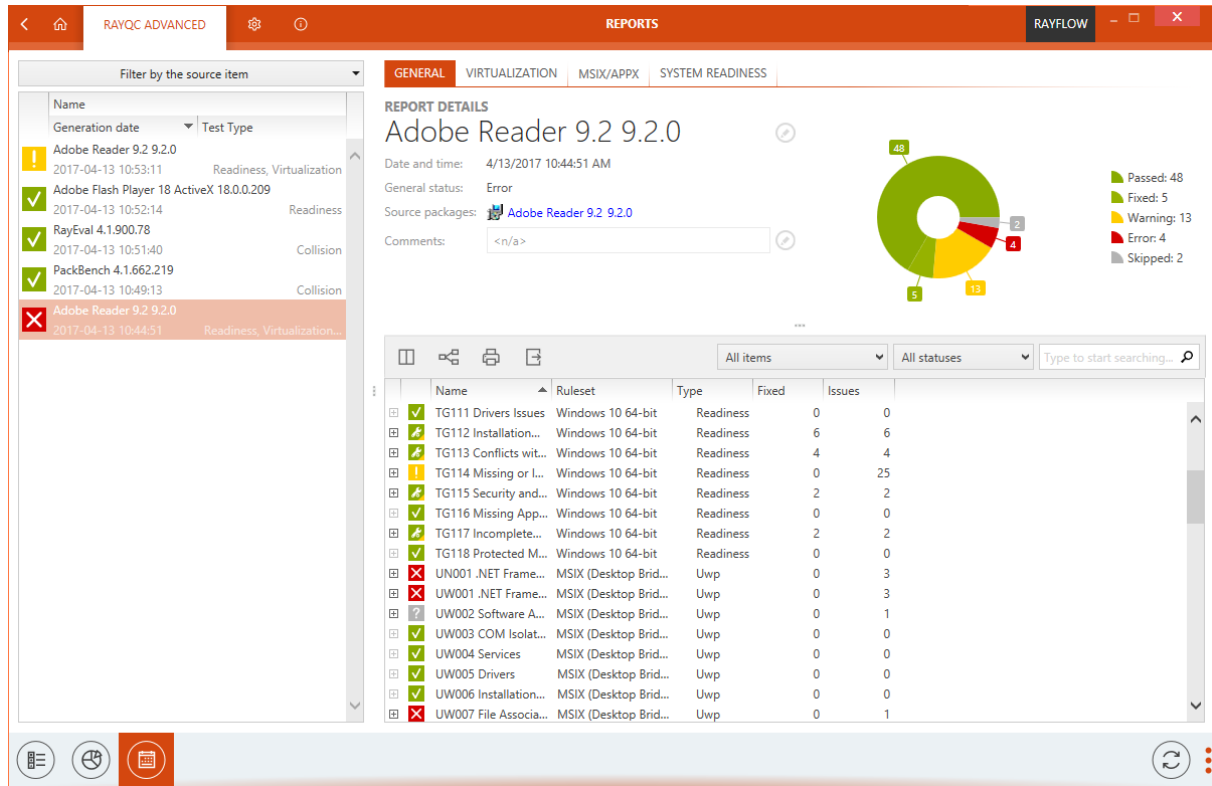 RAYQC ADVANCED
REPORTS
RAYFLOW
Filter by the source item
Name
Generation date Test Type
Adobe Reader 9.2 9.2.0
2017-04-13 10:53:11 Readiness, Virtualization
Adobe Flash Player 18 ActiveX 18.0.0.209
2017-04-13 10:52:14 Readiness
RayEval 4.1.900.78
2017-04-13 10:51:40 Collision
PackBench 4.1.662.219
2017-04-13 10:49:13 Collision
Adobe Reader 9.2 9.2.0
2017-04-13 10:44:51 Readiness, Virtualization...
GENERAL VIRTUALIZATION MSIX/APPX SYSTEM READINESS
REPORT DETAILS
Adobe Reader 9.2 9.2.0
Date and time: 4/13/2017 10:44:51 AM
General status: Error
Source packages: Adobe Reader 9.2 9.2.0
Comments: <n/a>
48
2
4
13
5
Passed: 48
Fixed: 5
Warning: 13
Error: 4
Skipped: 2
All items All statuses Type to start searching...
Name Ruleset Type Fixed Issues
TG111 Drivers Issues Windows 10 64-bit Readiness 0 0
TG112 Installation... Windows 10 64-bit Readiness 6 6
TG113 Conflicts wit... Windows 10 64-bit Readiness 4 4
TG114 Missing or I... Windows 10 64-bit Readiness 0 25
TG115 Security and... Windows 10 64-bit Readiness 2 2
TG116 Missing App... Windows 10 64-bit Readiness 0 0
TG117 Incomplete... Windows 10 64-bit Readiness 2 2
TG118 Protected M... Windows 10 64-bit Readiness 0 0
UN001 .NET Frame... MSIX (Desktop Brid... Uwp 0 3
UW001 .NET Frame... MSIX (Desktop Brid... Uwp 0 3
UW002 Software A... MSIX (Desktop Brid... Uwp 0 1
UW003 COM Isolat... MSIX (Desktop Brid... Uwp 0 0
UW004 Services MSIX (Desktop Brid... Uwp 0 0
UW005 Drivers MSIX (Desktop Brid... Uwp 0 0
UW006 Installation... MSIX (Desktop Brid... Uwp 0 0
UW007 File Associa... MSIX (Desktop Brid... Uwp 0 1